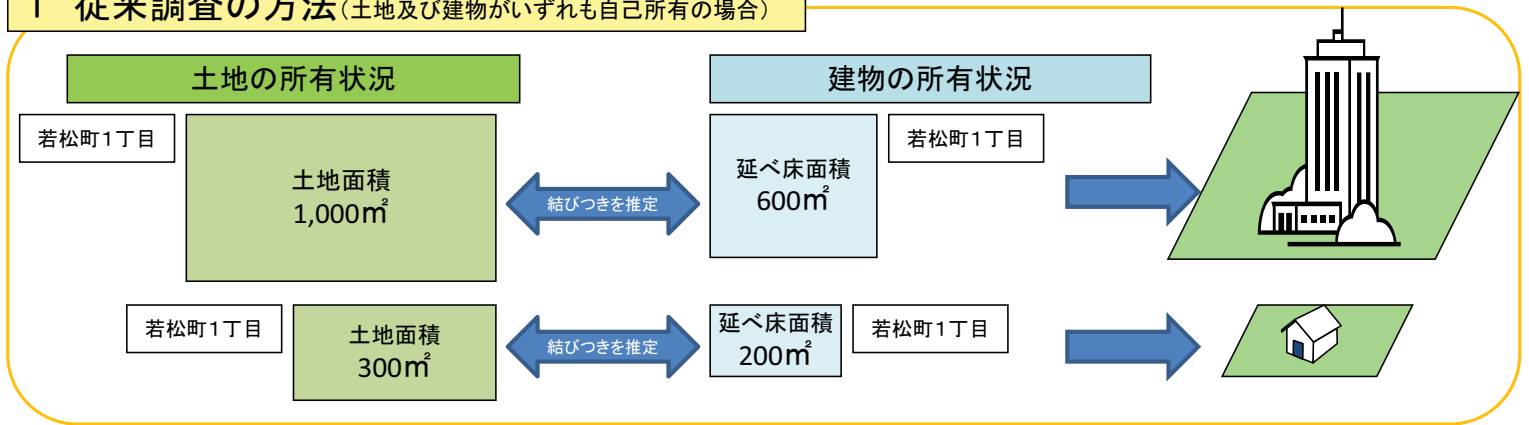 1 従来調査の方法(土地及び建物がいずれも自己所有の場合)
土地の所有状況
建物の所有状況
若松町1丁目
土地面積
1,000㎡
結びつきを推定
延べ床面積
600㎡
若松町1丁目
若松町1丁目
土地面積
300㎡
結びつきを推定
延べ床面積
200㎡
若松町1丁目